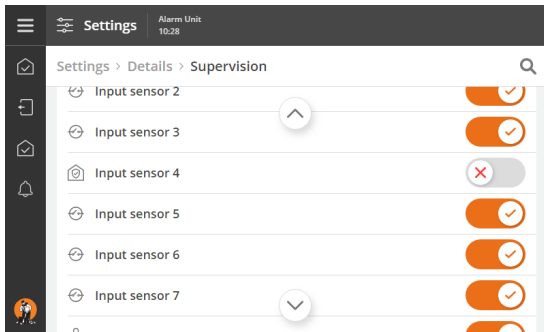 Settings
Alarm Unit
10:28
Settings > Details > Supervision
Input sensor 2
Input sensor 3
Input sensor 4
Input sensor 5
Input sensor 6
Input sensor 7